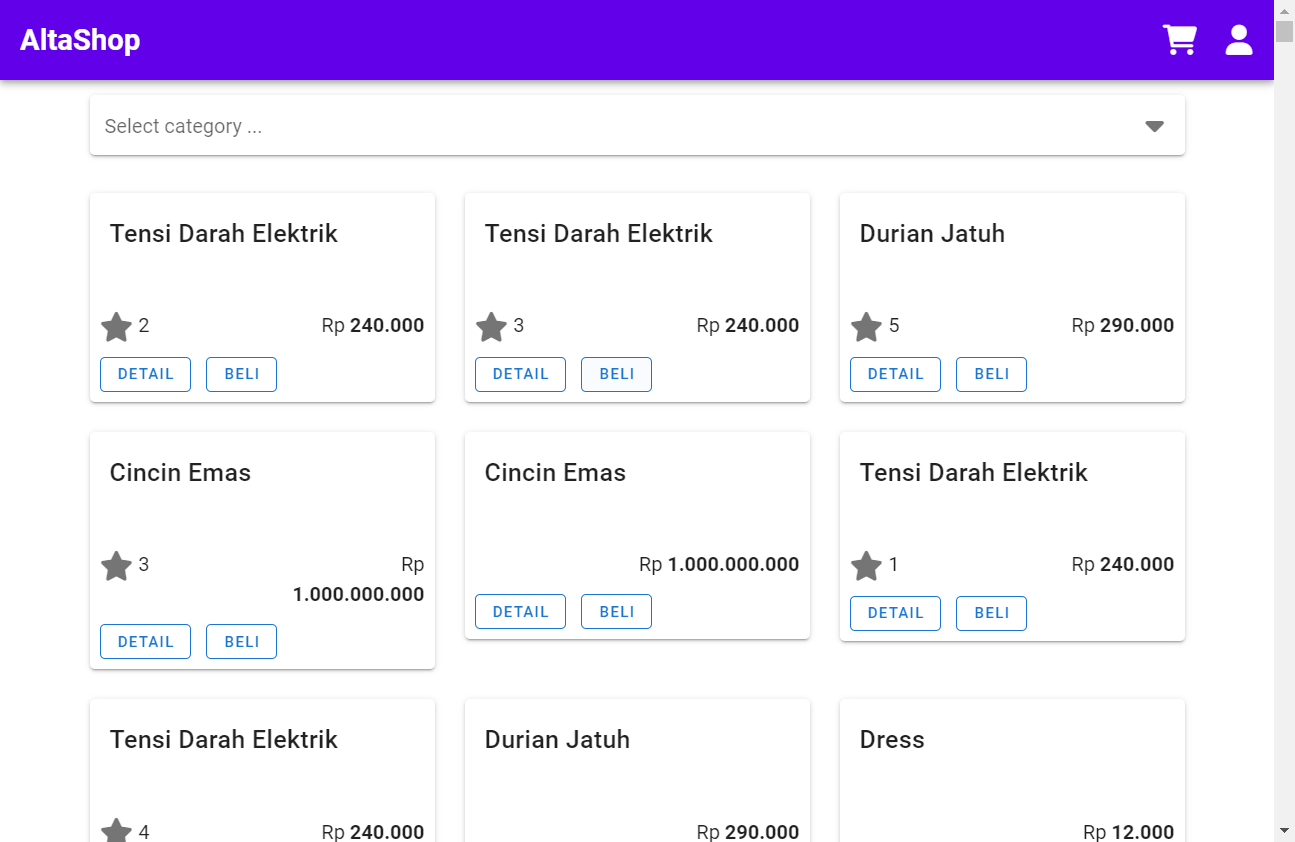 AltaShop
Select category ...
Tensi Darah Elektrik
2
Rp 240.000
DETAIL
BELI
Tensi Darah Elektrik
3
Rp 240.000
DETAIL
BELI
Durian Jatuh
5
Rp 290.000
DETAIL
BELI
Cincin Emas
3
Rp
1.000.000.000
DETAIL
BELI
Cincin Emas
Rp 1.000.000.000
DETAIL
BELI
Tensi Darah Elektrik
1
Rp 240.000
DETAIL
BELI
Tensi Darah Elektrik
4
Rp 240.000
Durian Jatuh
Rp 290.000
Dress
Rp 12.000